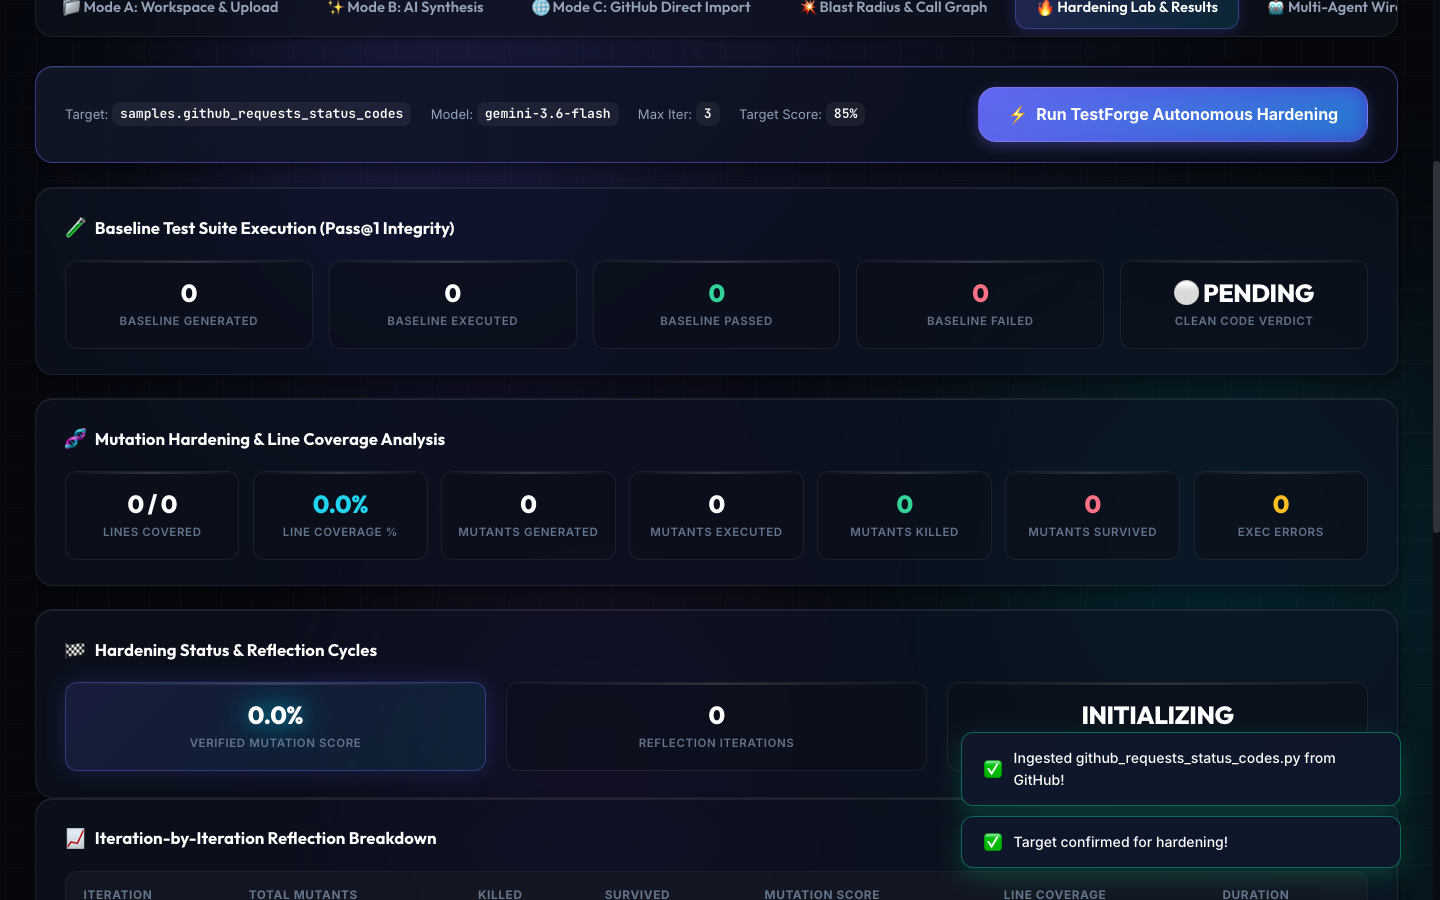 Mode A: Workspace & Upload
Mode B: AI Synthesis
Mode C: GitHub Direct Import
Blast Radius & Call Graph
Hardening Lab & Results
Multi-Agent Wir
Target: samples.github_requests_status_codes Model: gemini-3.6-flash Max Iter: 3 Target Score: 85%
Run TestForge Autonomous Hardening
Baseline Test Suite Execution (Pass@1 Integrity)
0
BASELINE GENERATED
0
BASELINE EXECUTED
0
BASELINE PASSED
0
BASELINE FAILED
PENDING
CLEAN CODE VERDICT
Mutation Hardening & Line Coverage Analysis
0 / 0
LINES COVERED
0.0%
LINE COVERAGE %
0
MUTANTS GENERATED
0
MUTANTS EXECUTED
0
MUTANTS KILLED
0
MUTANTS SURVIVED
0
EXEC ERRORS
Hardening Status & Reflection Cycles
0.0%
VERIFIED MUTATION SCORE
0
REFLECTION ITERATIONS
INITIALIZING
Ingested github_requests_status_codes.py from
GitHub!
Target confirmed for hardening!
Iteration-by-Iteration Reflection Breakdown
ITERATION TOTAL MUTANTS KILLED SURVIVED MUTATION SCORE LINE COVERAGE DURATION